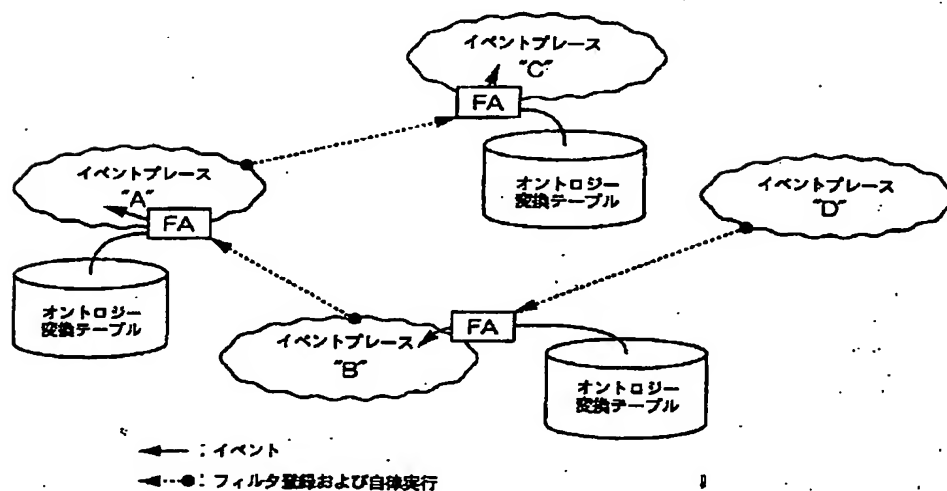 イベントプレース
"C"
FA
オントロジー
変換テーブル
イベントプレース
"A"
FA
オントロジー
変換テーブル
イベントプレース
"D"
イベントプレース
"B"
FA
オントロジー
変換テーブル
：イベント
：フィルタ登録および自律実行